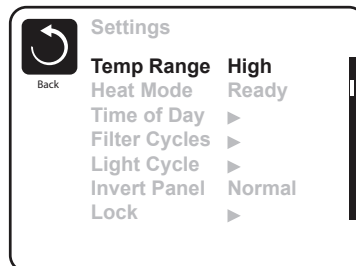 Settings
Back
Temp Range High
Heat Mode Ready
Time of Day ▶
Filter Cycles ▶
Light Cycle ▶
Invert Panel Normal
Lock ▶